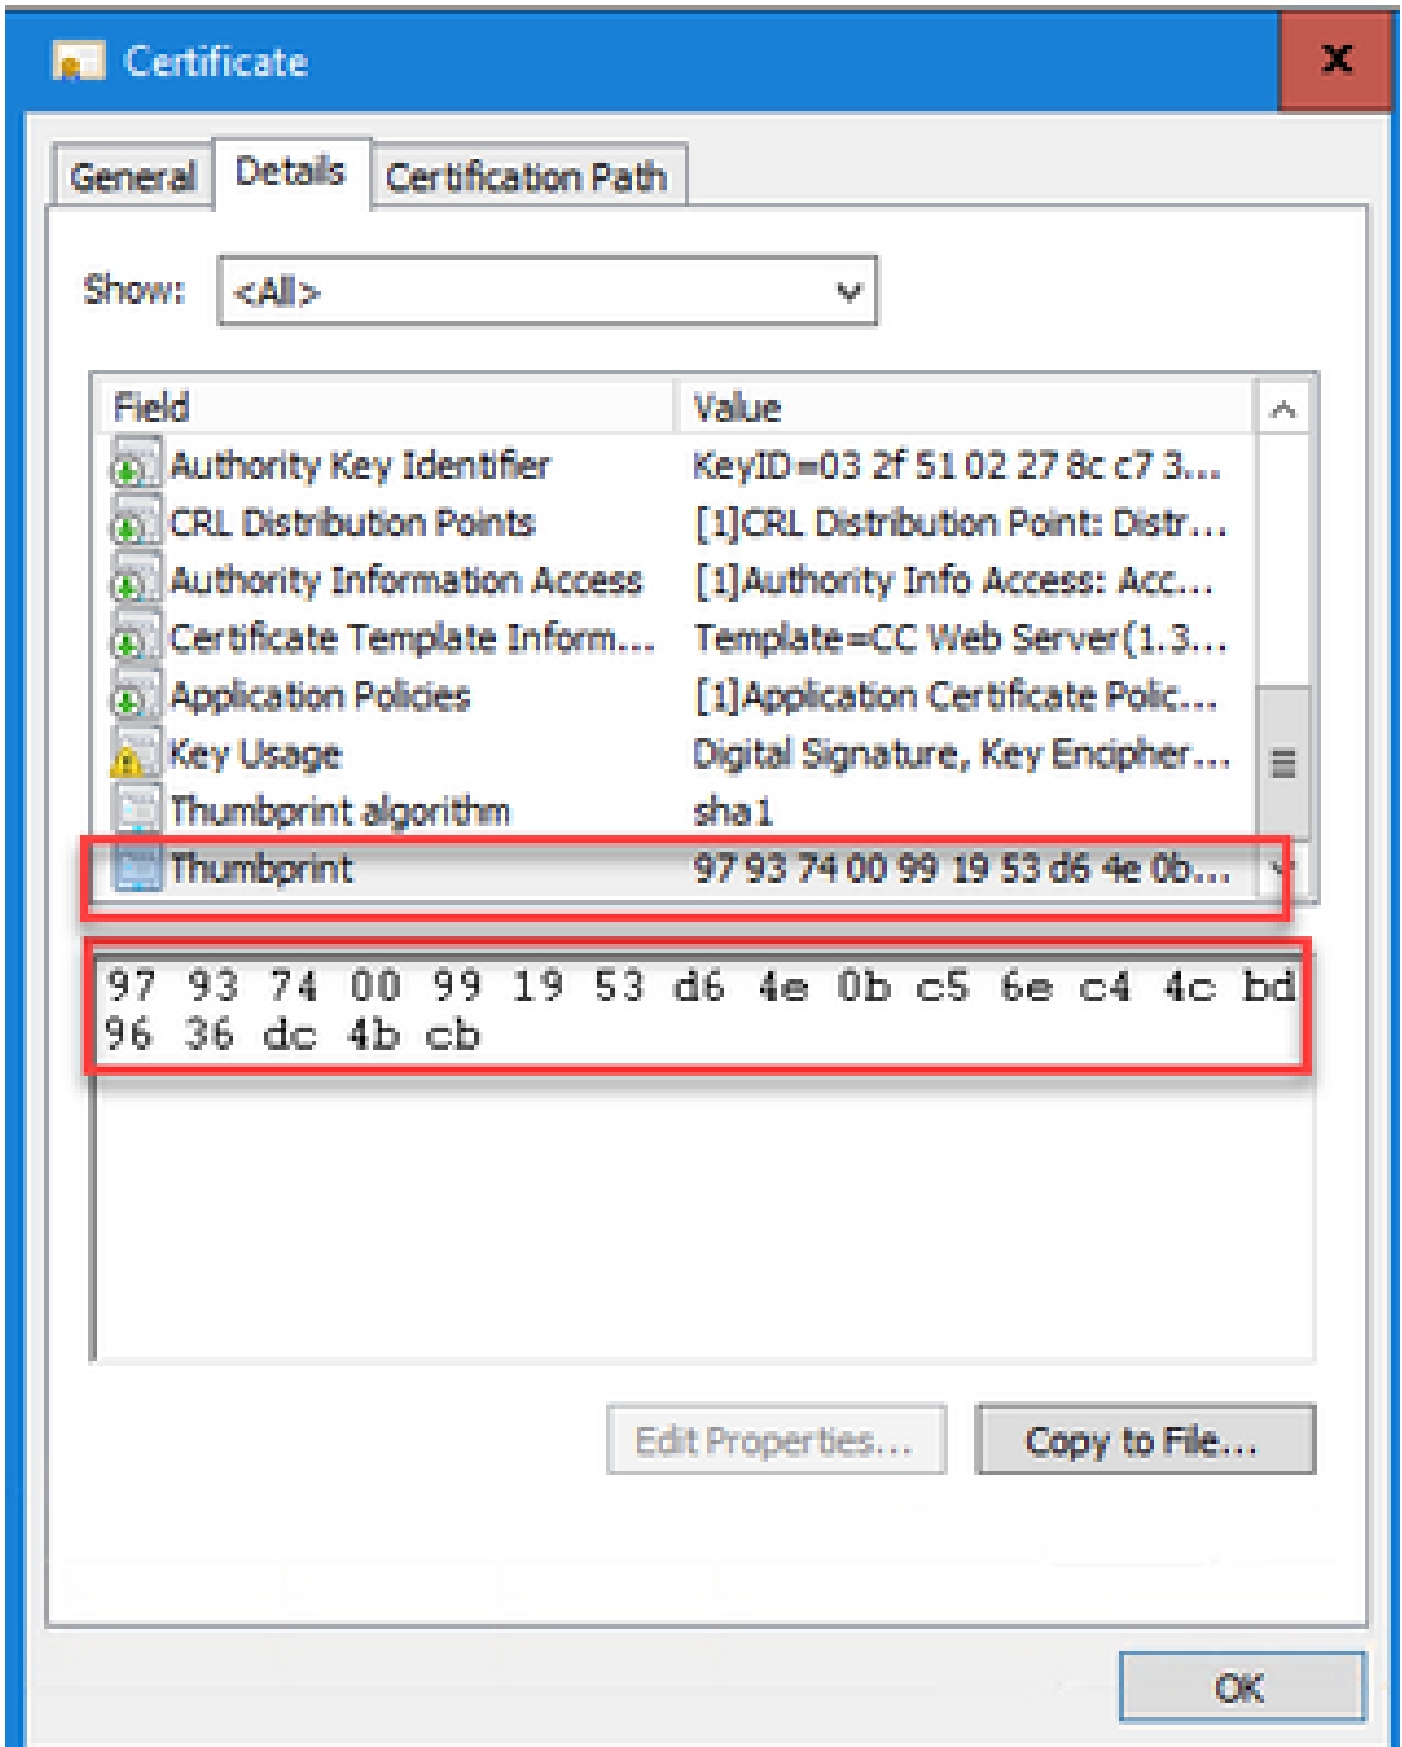 Certificate
x
General Details Certification Path
Show: <All>
Field Value
Authority Key Identifier KeyID=03 2f 51 02 27 8c c7 3...
CRL Distribution Points [1]CRL Distribution Point: Distr...
Authority Information Access [1]Authority Info Access: Acc...
Certificate Template Inform... Template=CC Web Server(1.3...
Application Policies [1]Application Certificate Polic...
Key Usage Digital Signature, Key Encipher...
Thumbprint algorithm sha1
Thumbprint 97 93 74 00 99 19 53 d6 4e 0b...
97 93 74 00 99 19 53 d6 4e 0b c5 6e c4 4c bd
96 36 dc 4b cb
Edit Properties... Copy to File...
OK